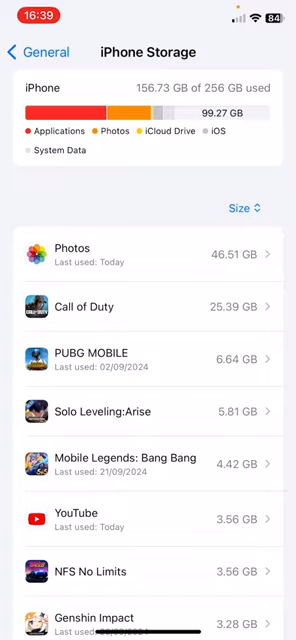 16:39
84
General
iPhone Storage
iPhone
156.73 GB of 256 GB used
99.27 GB
Applications
Photos
iCloud Drive
iOS
System Data
Size
Photos
Last used: Today
46.51 GB
Call of Duty
25.39 GB
PUBG MOBILE
Last used: 02/09/2024
6.64 GB
Solo Leveling:Arise
5.81 GB
Mobile Legends: Bang Bang
Last used: 21/09/2024
4.42 GB
YouTube
Last used: Today
3.56 GB
NFS No Limits
3.56 GB
Genshin Impact
Last used:
3.28 GB